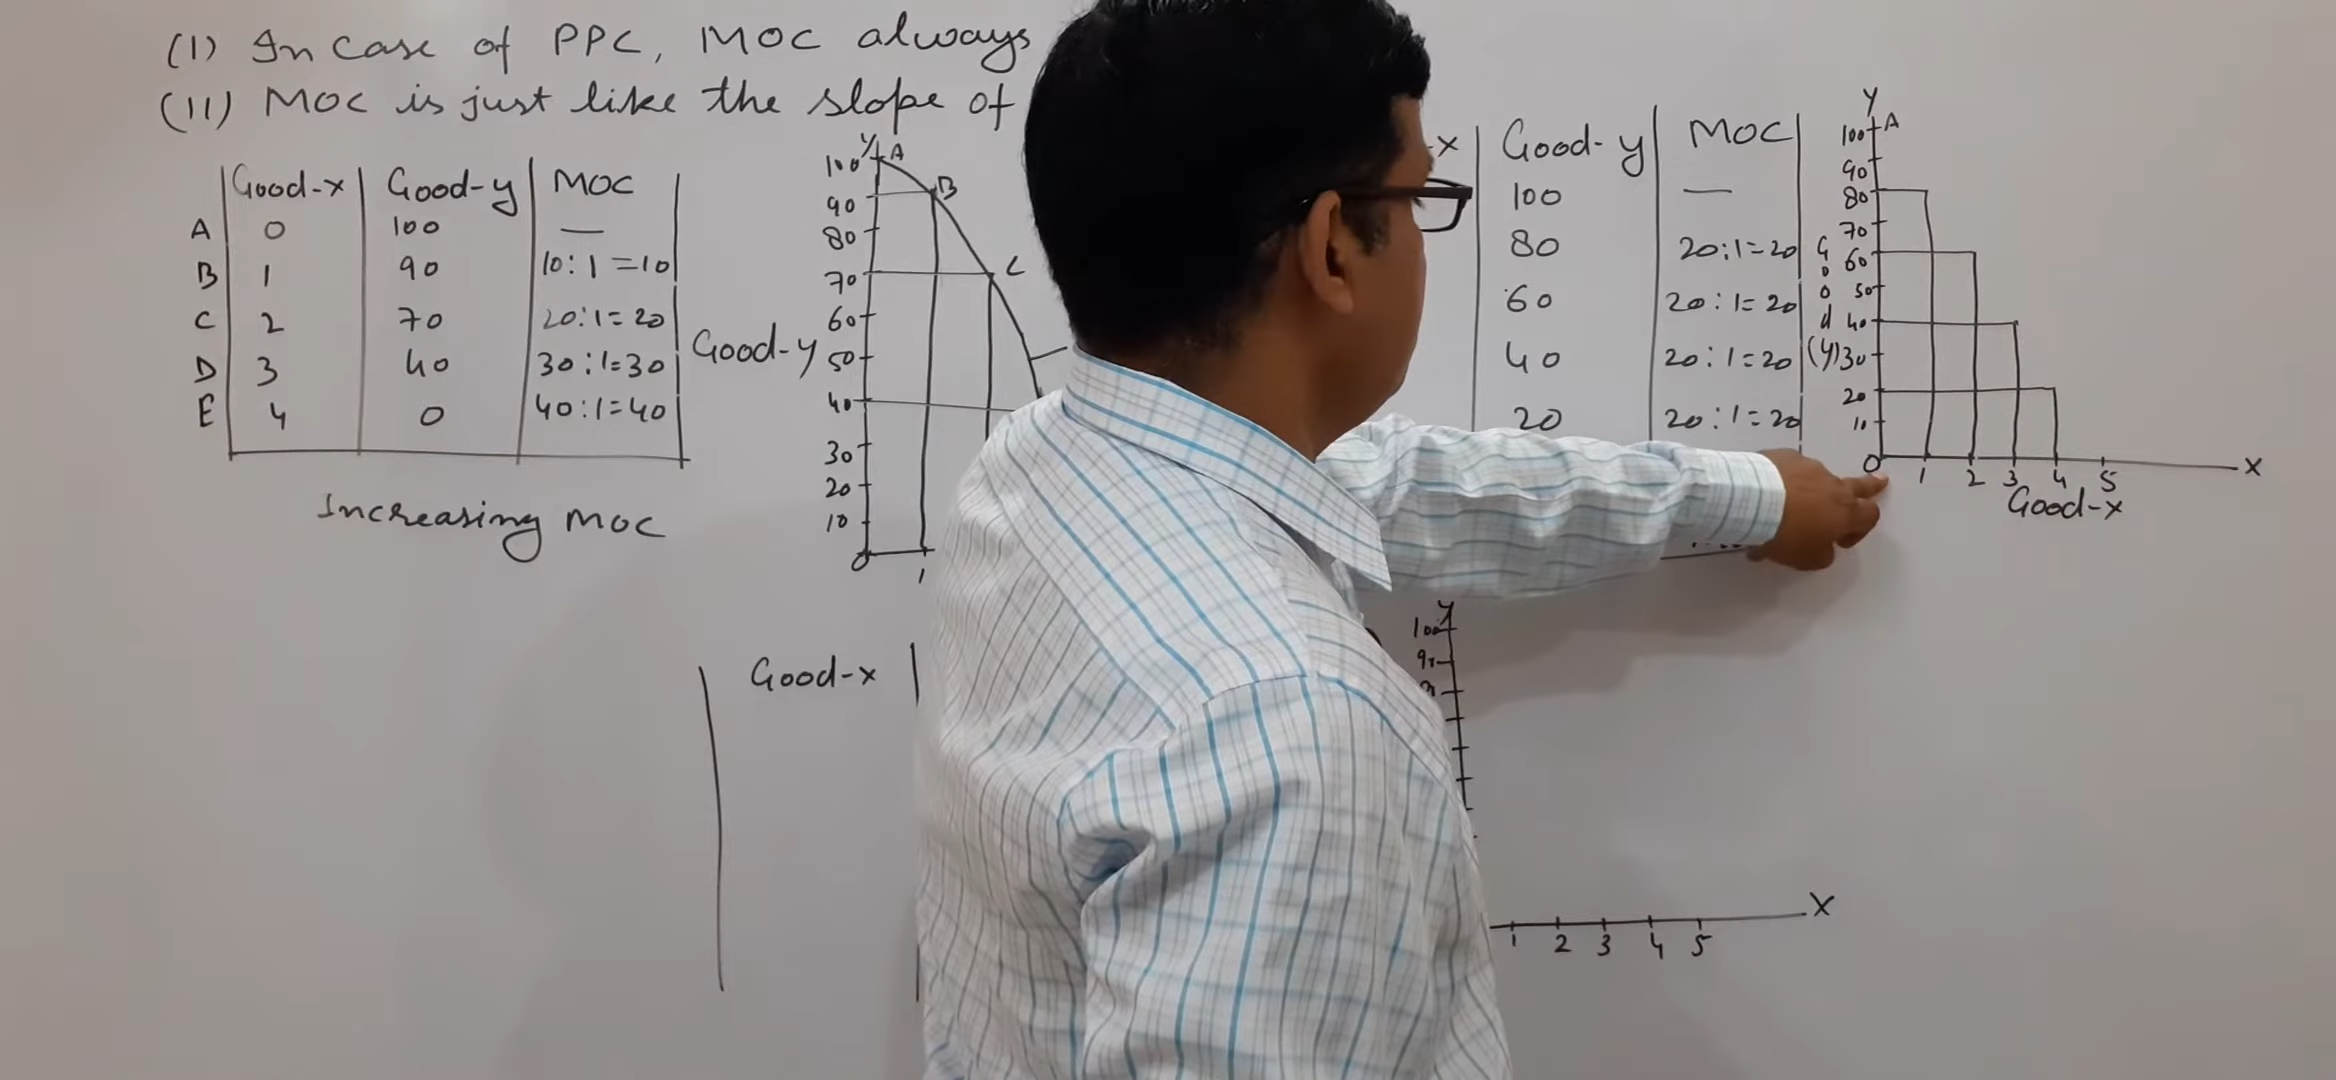 (I) In case of PPC, MOC always
(II) MOC is just like the slope of
Good-x Good-y MOC
A 0 100 —
B 1 90 10:1=10
C 2 70 20:1=20
D 3 40 30:1=30
E 4 0 40:1=40
Increasing MOC
Y
100 A
90 B
80
70 C
60
Good-y 50
40
30
20
10
0
1
-x Good-y MOC
100 —
80 20:1=20
60 20:1=20
40 20:1=20
20 20:1=20
Y
100 A
90
80
70
60
50
40
30
20
10
Good (y)
0 1 2 3 4 5 X
Good-x
Good-x
Y
100
90
1 2 3 4 5 X